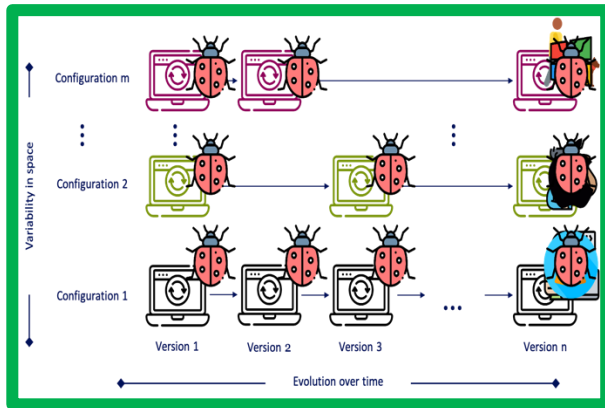 Configuration m
Configuration 2
Configuration 1
Variability in space
Version 1
Version 2
Version 3
Version n
Evolution over time